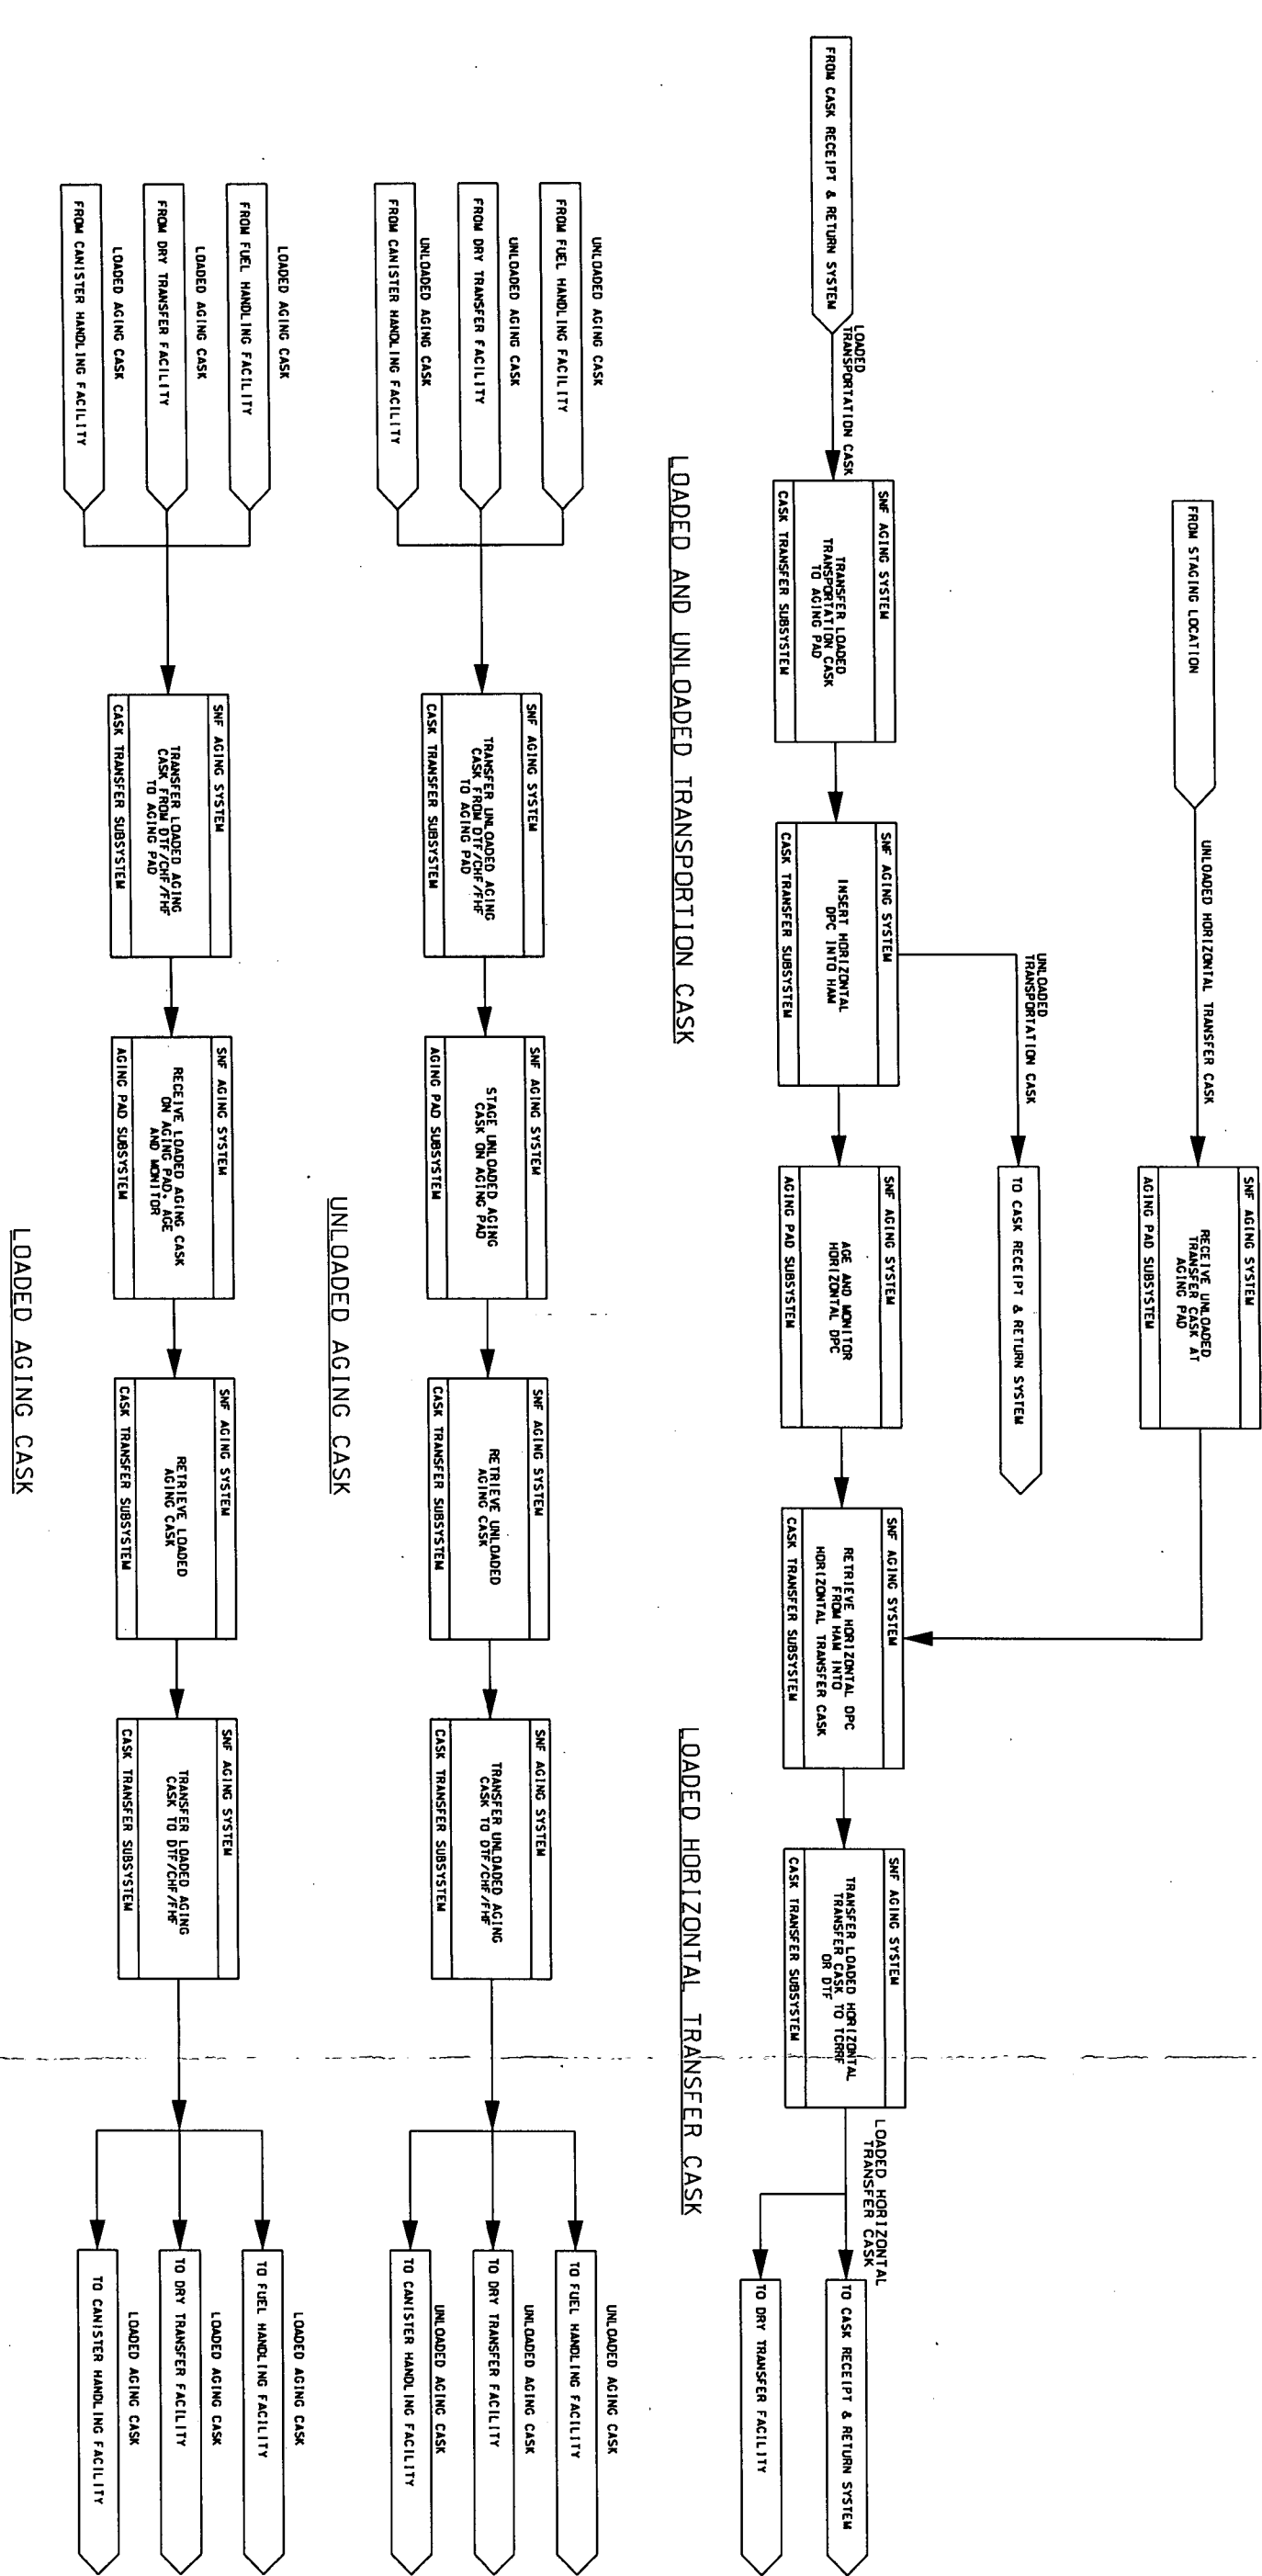 FROM STAGING LOCATION
UNLOADED HORIZONTAL TRANSFER CASK
SNF AGING SYSTEM
RECEIVE UNLOADED
TRANSFER CASK AT
AGING PAD
AGING PAD SUBSYSTEM
UNLOADED
TRANSPORTATION CASK
TO CASK RECEIPT & RETURN SYSTEM
FROM CASK RECEIPT & RETURN SYSTEM
LOADED
TRANSPORTATION CASK
SNF AGING SYSTEM
TRANSFER LOADED
TRANSPORTATION CASK
TO AGING PAD
CASK TRANSFER SUBSYSTEM
SNF AGING SYSTEM
INSERT HORIZONTAL
DPC INTO HAM
CASK TRANSFER SUBSYSTEM
SNF AGING SYSTEM
AGE AND MONITOR
HORIZONTAL DPC
AGING PAD SUBSYSTEM
SNF AGING SYSTEM
RETRIEVE HORIZONTAL DPC
FROM HAM INTO
HORIZONTAL TRANSFER CASK
CASK TRANSFER SUBSYSTEM
SNF AGING SYSTEM
TRANSFER LOADED HORIZONTAL
TRANSFER CASK TO TCRRF
OR DTF
CASK TRANSFER SUBSYSTEM
LOADED HORIZONTAL
TRANSFER CASK
TO CASK RECEIPT & RETURN SYSTEM
TO DRY TRANSFER FACILITY
LOADED AND UNLOADED TRANSPORTION CASK
LOADED HORIZONTAL TRANSFER CASK
UNLOADED AGING CASK
FROM FUEL HANDLING FACILITY
UNLOADED AGING CASK
FROM DRY TRANSFER FACILITY
UNLOADED AGING CASK
FROM CANISTER HANDLING FACILITY
SNF AGING SYSTEM
TRANSFER UNLOADED AGING
CASK FROM DTF/CHF/FHF
TO AGING PAD
CASK TRANSFER SUBSYSTEM
SNF AGING SYSTEM
STAGE UNLOADED AGING
CASK ON AGING PAD
AGING PAD SUBSYSTEM
SNF AGING SYSTEM
RETRIEVE UNLOADED
AGING CASK
CASK TRANSFER SUBSYSTEM
SNF AGING SYSTEM
TRANSFER UNLOADED AGING
CASK TO DTF/CHF/FHF
CASK TRANSFER SUBSYSTEM
UNLOADED AGING CASK
TO FUEL HANDLING FACILITY
UNLOADED AGING CASK
TO DRY TRANSFER FACILITY
UNLOADED AGING CASK
TO CANISTER HANDLING FACILITY
UNLOADED AGING CASK
LOADED AGING CASK
FROM FUEL HANDLING FACILITY
LOADED AGING CASK
FROM DRY TRANSFER FACILITY
LOADED AGING CASK
FROM CANISTER HANDLING FACILITY
SNF AGING SYSTEM
TRANSFER LOADED AGING
CASK FROM DTF/CHF/FHF
TO AGING PAD
CASK TRANSFER SUBSYSTEM
SNF AGING SYSTEM
RECEIVE LOADED AGING CASK
ON AGING PAD, AGE
AND MONITOR
AGING PAD SUBSYSTEM
SNF AGING SYSTEM
RETRIEVE LOADED
AGING CASK
CASK TRANSFER SUBSYSTEM
SNF AGING SYSTEM
TRANSFER LOADED AGING
CASK TO DTF/CHF/FHF
CASK TRANSFER SUBSYSTEM
LOADED AGING CASK
TO FUEL HANDLING FACILITY
LOADED AGING CASK
TO DRY TRANSFER FACILITY
LOADED AGING CASK
TO CANISTER HANDLING FACILITY
LOADED AGING CASK